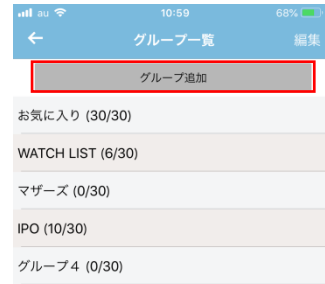 au 10:59 68%
グループ一覧 編集
グループ追加
お気に入り (30/30)
WATCH LIST (6/30)
マザーズ (0/30)
IPO (10/30)
グループ４ (0/30)